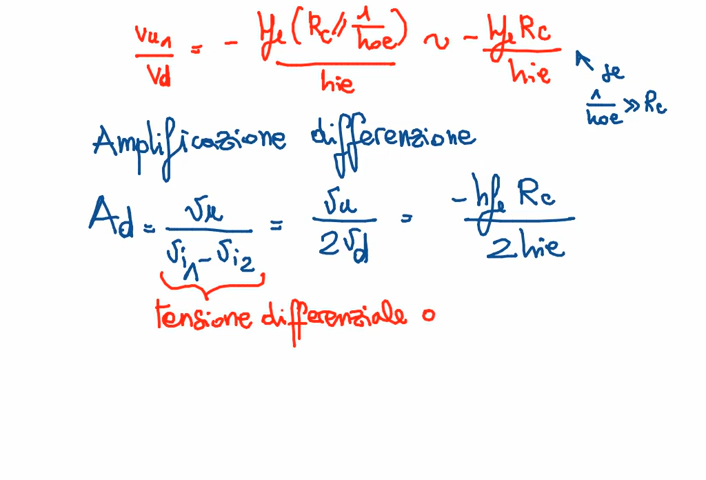 vu1/vd = - hfe (Rc // 1/hoe) / hie ~ - hfe Rc / hie
se
1/hoe >> Rc
Amplificazione differenzione
Ad = vu / vi1 - vi2 = vu / 2vd = -hfe Rc / 2hie
tensione differenziale o